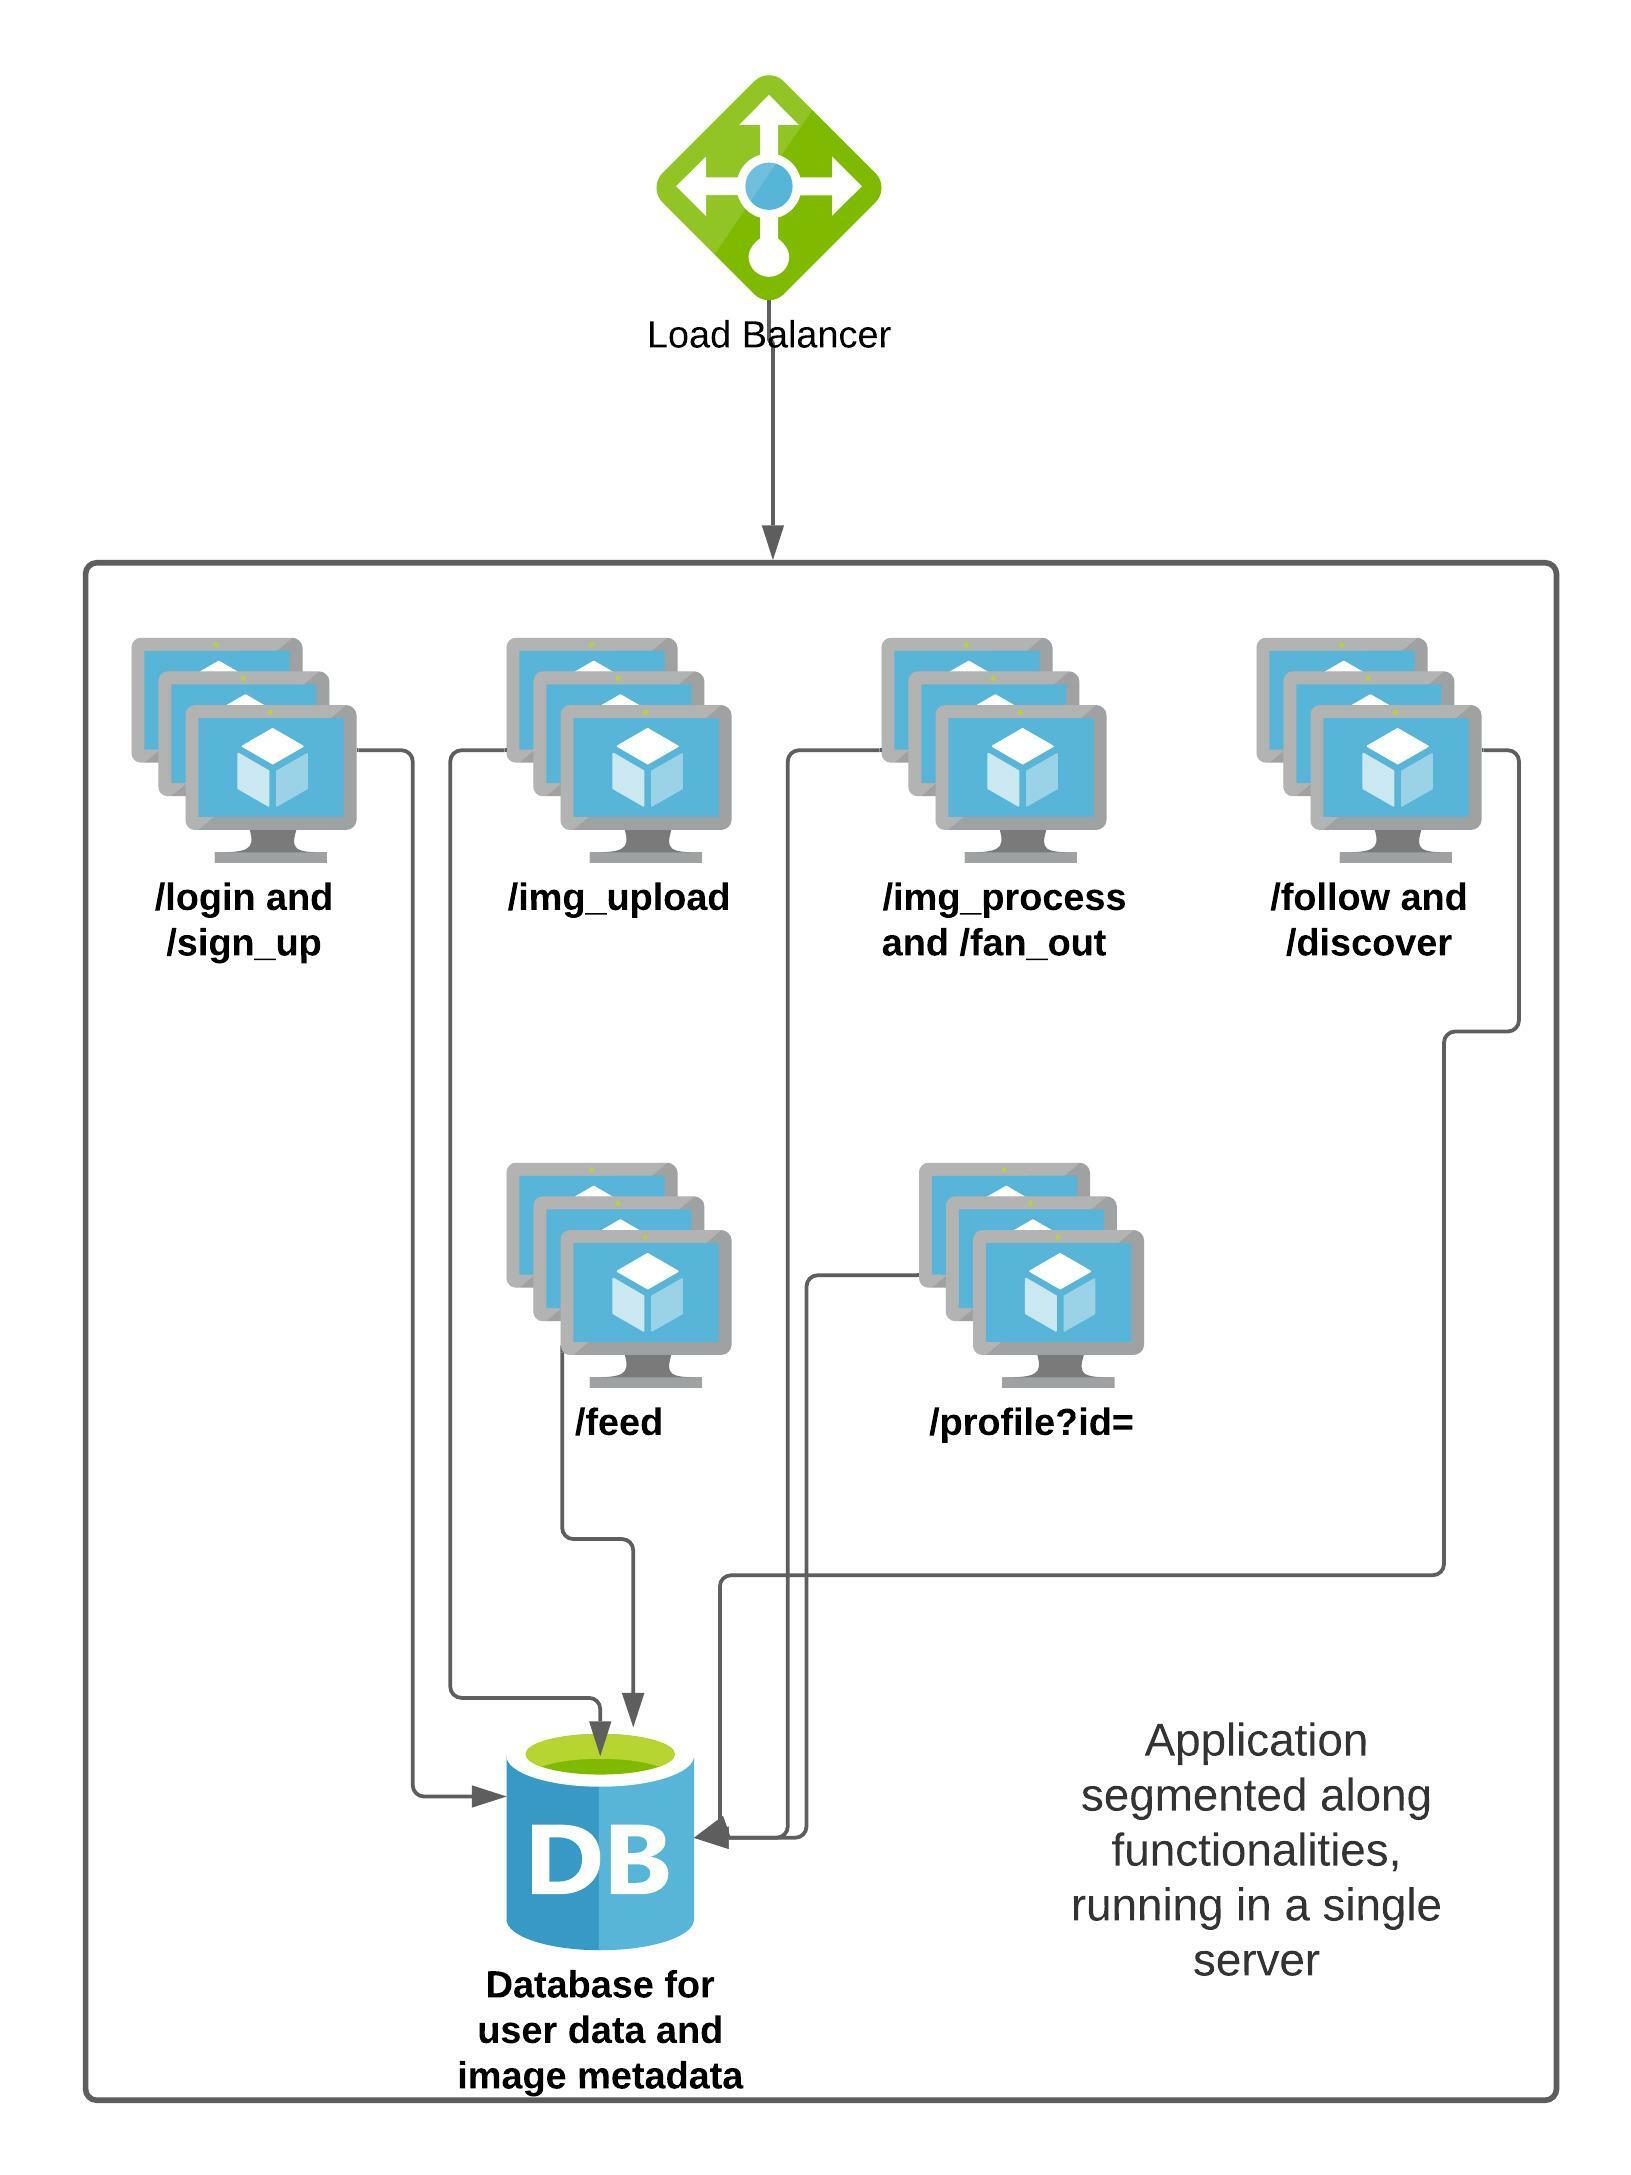 Load Balancer
/login and
/sign_up
/img_upload
/img_process
and /fan_out
/follow and
/discover
/feed
/profile?id=
DB
Database for
user data and
image metadata
Application
segmented along
functionalities,
running in a single
server